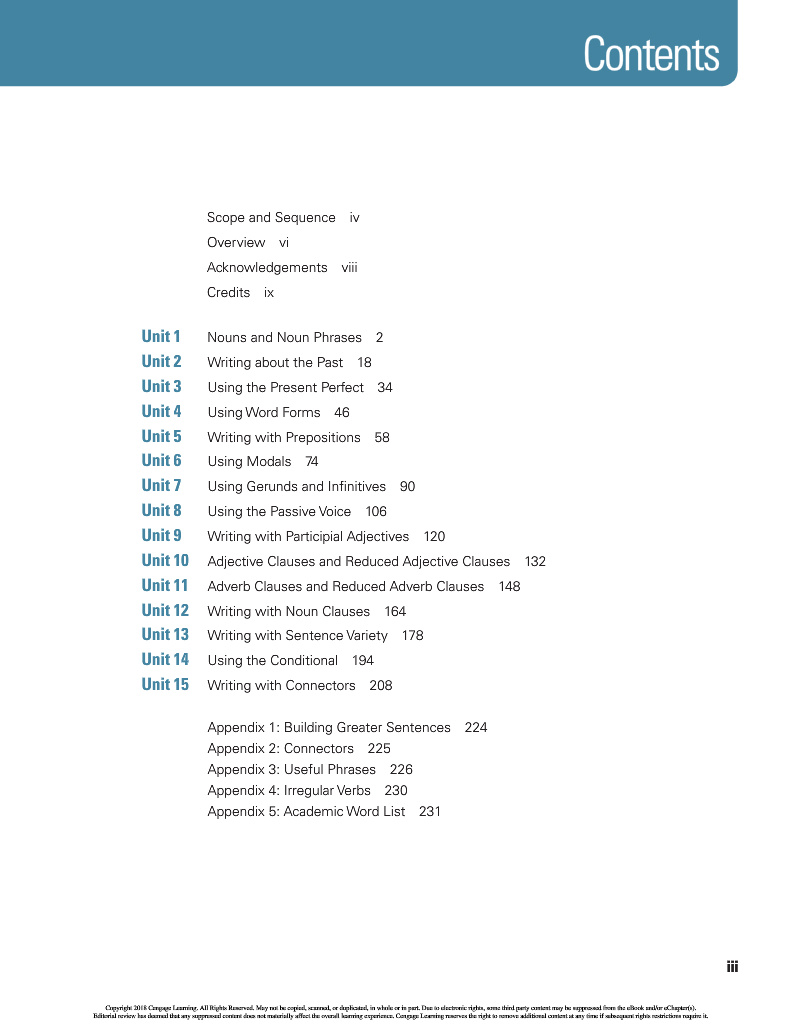 Contents
Scope and Sequence iv
Overview vi
Acknowledgements viii
Credits ix
Unit 1 Nouns and Noun Phrases 2
Unit 2 Writing about the Past 18
Unit 3 Using the Present Perfect 34
Unit 4 Using Word Forms 46
Unit 5 Writing with Prepositions 58
Unit 6 Using Modals 74
Unit 7 Using Gerunds and Infinitives 90
Unit 8 Using the Passive Voice 106
Unit 9 Writing with Participial Adjectives 120
Unit 10 Adjective Clauses and Reduced Adjective Clauses 132
Unit 11 Adverb Clauses and Reduced Adverb Clauses 148
Unit 12 Writing with Noun Clauses 164
Unit 13 Writing with Sentence Variety 178
Unit 14 Using the Conditional 194
Unit 15 Writing with Connectors 208
Appendix 1: Building Greater Sentences 224
Appendix 2: Connectors 225
Appendix 3: Useful Phrases 226
Appendix 4: Irregular Verbs 230
Appendix 5: Academic Word List 231
iii
Copyright 2018 Cengage Learning. All Rights Reserved. May not be copied, scanned, or duplicated, in whole or in part. Due to electronic rights, some third party content may be suppressed from the eBook and/or eChapter(s).
Editorial review has deemed that any suppressed content does not materially affect the overall learning experience. Cengage Learning reserves the right to remove additional content at any time if subsequent rights restrictions require it.